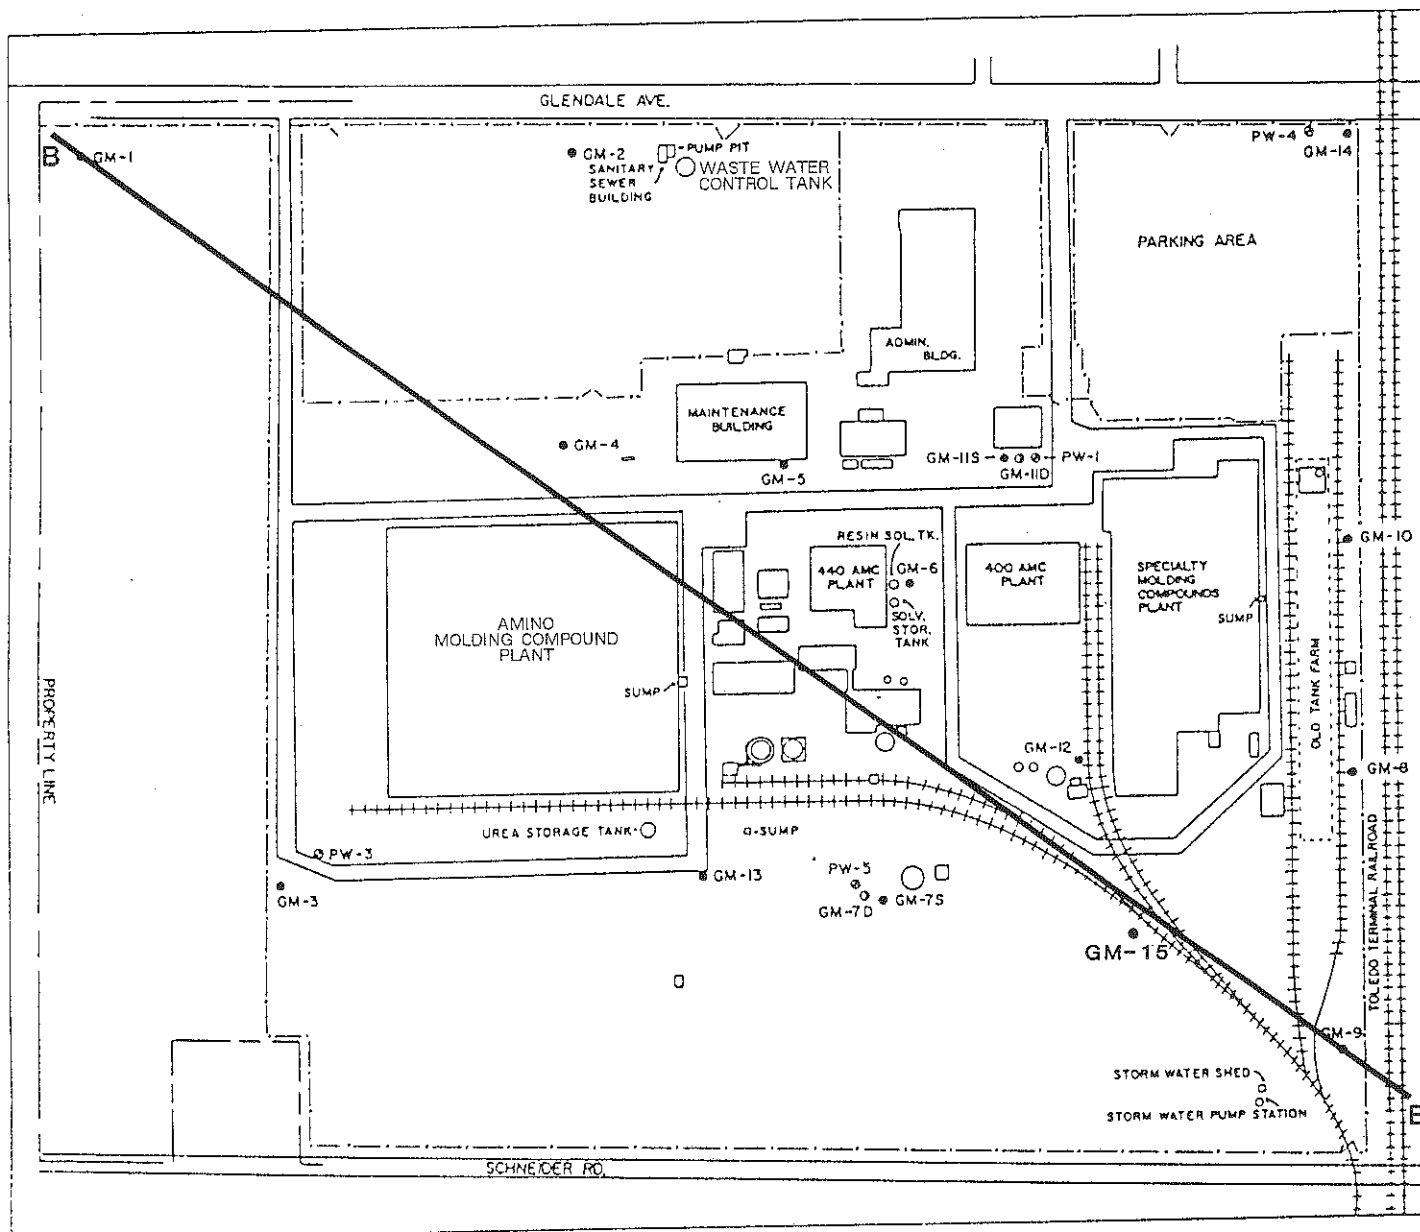 GLENDALE AVE.
B
GM-1
GM-2
PUMP PIT
SANITARY
SEWER
BUILDING
WASTE WATER
CONTROL TANK
PW-4
GM-14
PARKING AREA
ADMIN.
BLDG.
MAINTENANCE
BUILDING
GM-4
GM-5
GM-11S
GM-11D
PW-1
RESIN SOL. TK.
440 AMC
PLANT
GM-6
SOLV.
STOR.
TANK
400 AMC
PLANT
SPECIALTY
MOLDING
COMPOUNDS
PLANT
SUMP
GM-10
AMINO
MOLDING COMPOUND
PLANT
SUMP
OLD TANK FARM
PROPERTY LINE
GM-12
GM-8
UREA STORAGE TANK
SUMP
PW-3
GM-3
GM-13
PW-5
GM-7D
GM-7S
GM-15
TOLEDO TERMINAL RAILROAD
GM-9
STORM WATER SHED
STORM WATER PUMP STATION
SCHNEIDER RD.